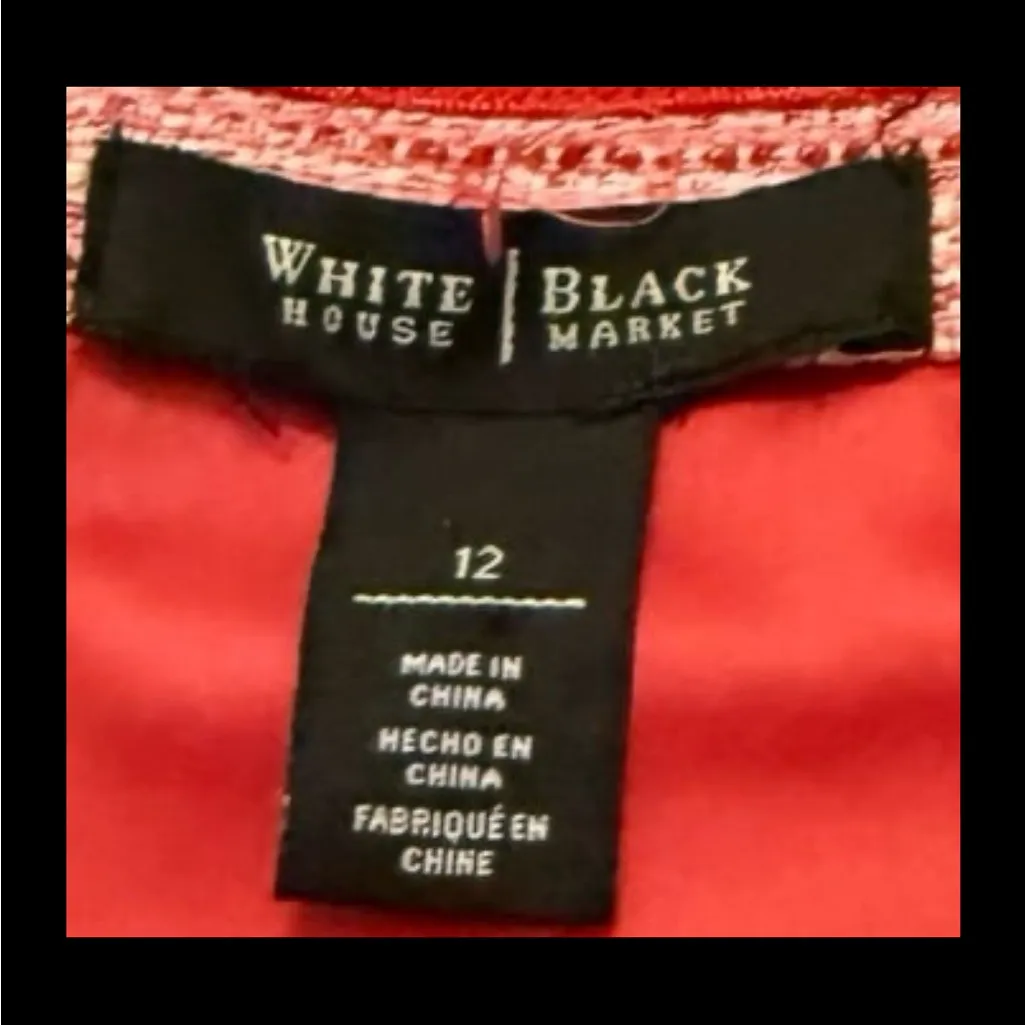 WHITE | BLACK
HOUSE | MARKET
12
MADE IN
CHINA
HECHO EN
CHINA
FABRIQUÉ EN
CHINE